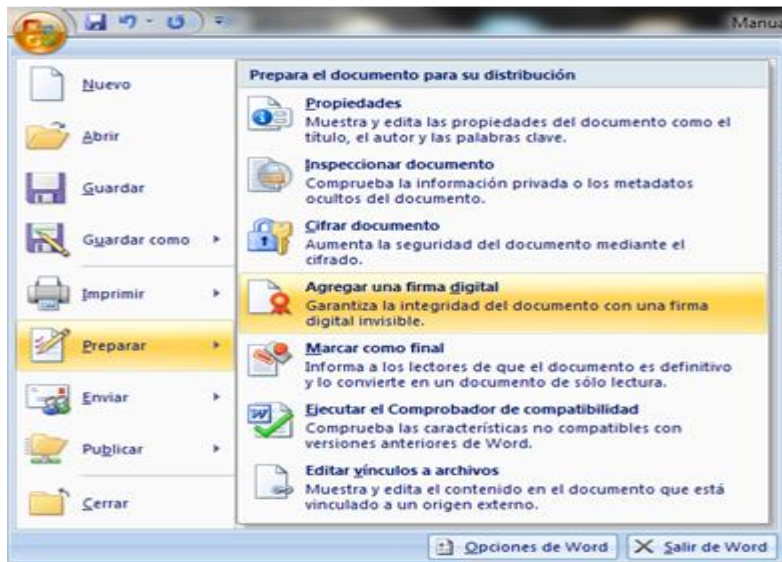 Manua
Nuevo
Abrir
Guardar
Guardar como
Imprimir
Preparar
Enviar
Publicar
Cerrar
Prepara el documento para su distribución
Propiedades
Muestra y edita las propiedades del documento como el
título, el autor y las palabras clave.
Inspeccionar documento
Comprueba la información privada o los metadatos
ocultos del documento.
Cifrar documento
Aumenta la seguridad del documento mediante el
cifrado.
Agregar una firma digital
Garantiza la integridad del documento con una firma
digital invisible.
Marcar como final
Informa a los lectores de que el documento es definitivo
y lo convierte en un documento de sólo lectura.
Ejecutar el Comprobador de compatibilidad
Comprueba las características no compatibles con
versiones anteriores de Word.
Editar vínculos a archivos
Muestra y edita el contenido en el documento que está
vinculado a un origen externo.
Opciones de Word
Salir de Word